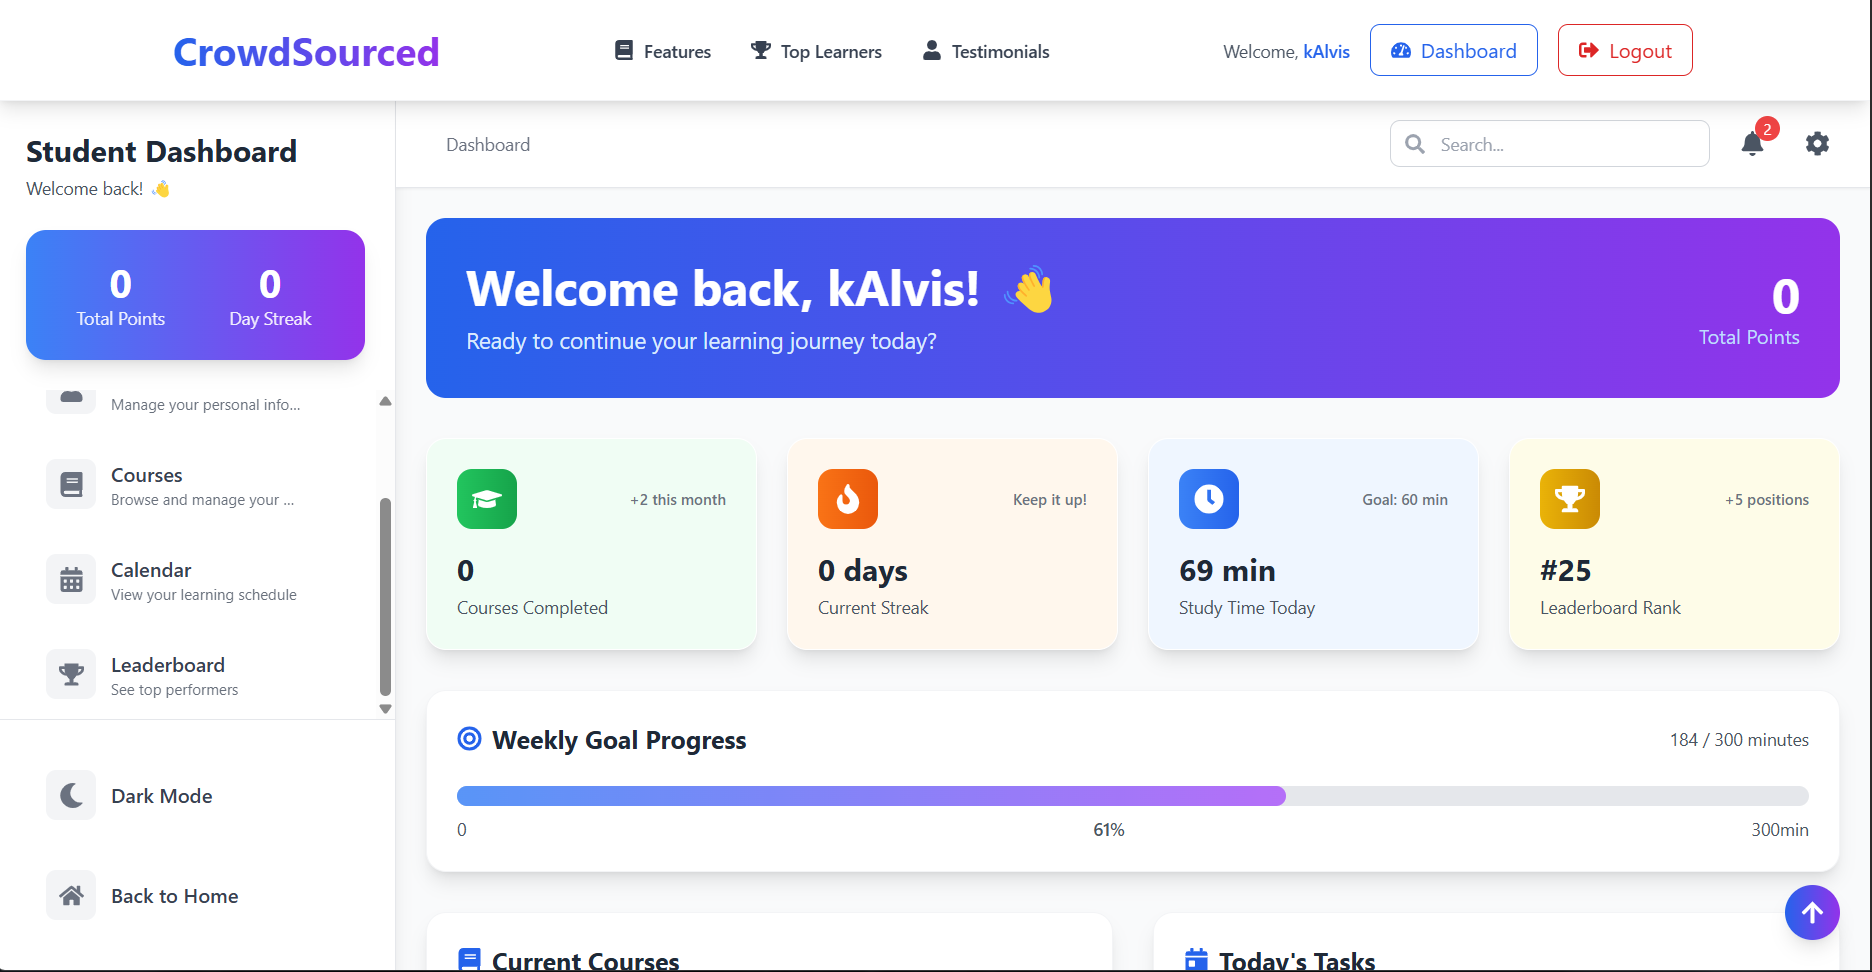 CrowdSourced
Features
Top Learners
Testimonials
Welcome, kAlvis
Dashboard
Logout
Student Dashboard
Welcome back! 👋
0
Total Points
0
Day Streak
Manage your personal info...
Courses
Browse and manage your ...
Calendar
View your learning schedule
Leaderboard
See top performers
Dark Mode
Back to Home
Dashboard
Search...
2
Welcome back, kAlvis! 👋
Ready to continue your learning journey today?
0
Total Points
+2 this month
0
Courses Completed
Keep it up!
0 days
Current Streak
Goal: 60 min
69 min
Study Time Today
+5 positions
#25
Leaderboard Rank
Weekly Goal Progress
184 / 300 minutes
0
61%
300min
Current Courses
Today's Tasks